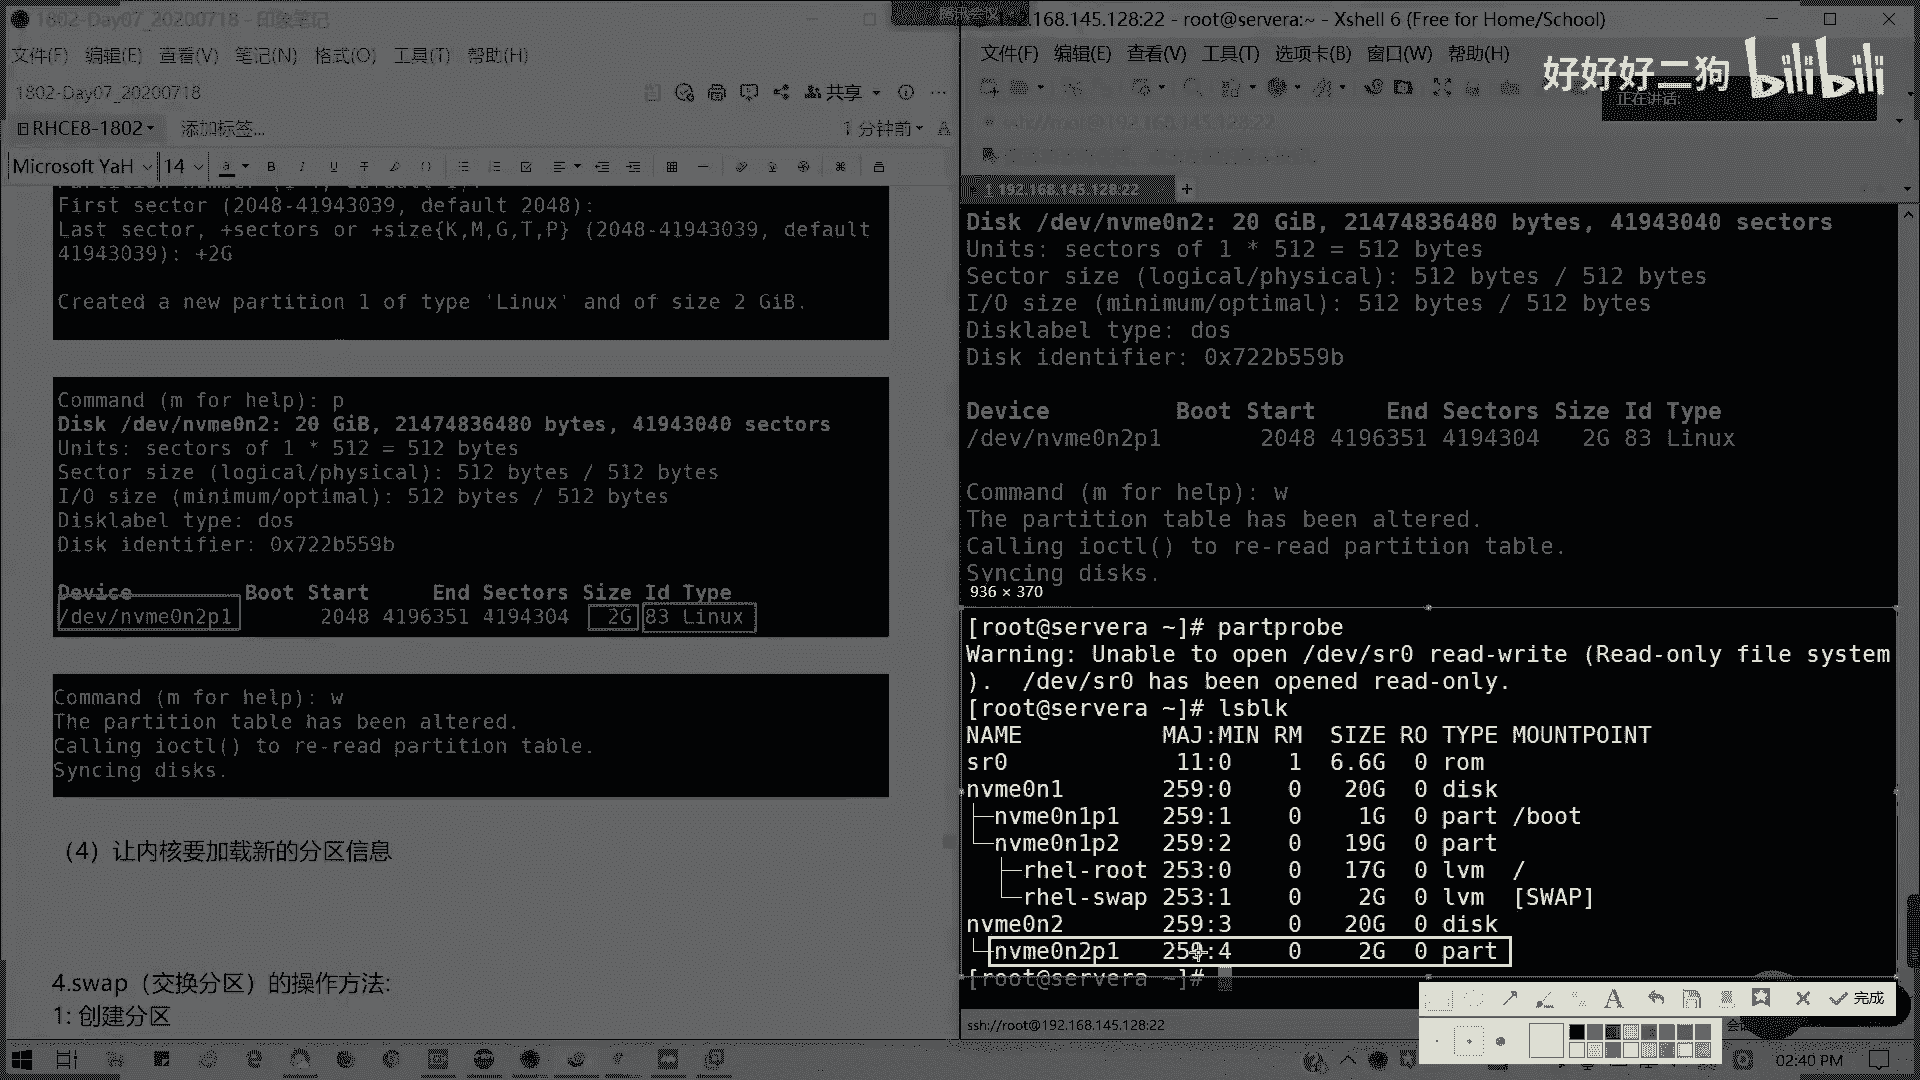 1802-Day07_20200718 - 印象笔记
文件(F) 编辑(E) 查看(V) 笔记(N) 格式(O) 工具(T) 帮助(H)
1802-Day07_20200718
共享
RHCE8-1802
添加标签...
1 分钟前
Microsoft YaH 14
First sector (2048-41943039, default 2048):
Last sector, +sectors or +size{K,M,G,T,P} (2048-41943039, default
41943039): +2G
Created a new partition 1 of type 'Linux' and of size 2 GiB.
Command (m for help): p
Disk /dev/nvme0n2: 20 GiB, 21474836480 bytes, 41943040 sectors
Units: sectors of 1 * 512 = 512 bytes
Sector size (logical/physical): 512 bytes / 512 bytes
I/O size (minimum/optimal): 512 bytes / 512 bytes
Disklabel type: dos
Disk identifier: 0x722b559b
Device Boot Start End Sectors Size Id Type
/dev/nvme0n2p1 2048 4196351 4194304 2G 83 Linux
Command (m for help): w
The partition table has been altered.
Calling ioctl() to re-read partition table.
Syncing disks.
（4）让内核要加载新的分区信息
4.swap（交换分区）的操作方法:
1: 创建分区
.168.145.128:22 - root@servera:~ - Xshell 6 (Free for Home/School)
文件(F) 编辑(E) 查看(V) 工具(T) 选项卡(B) 窗口(W) 帮助(H)
好好好二狗 bilibili
正在讲话:
ssh://root@192.168.145.128:22
1 192.168.145.128:22
Disk /dev/nvme0n2: 20 GiB, 21474836480 bytes, 41943040 sectors
Units: sectors of 1 * 512 = 512 bytes
Sector size (logical/physical): 512 bytes / 512 bytes
I/O size (minimum/optimal): 512 bytes / 512 bytes
Disklabel type: dos
Disk identifier: 0x722b559b
Device Boot Start End Sectors Size Id Type
/dev/nvme0n2p1 2048 4196351 4194304 2G 83 Linux
Command (m for help): w
The partition table has been altered.
Calling ioctl() to re-read partition table.
Syncing disks.
936 × 370
[root@servera ~]# partprobe
Warning: Unable to open /dev/sr0 read-write (Read-only file system
). /dev/sr0 has been opened read-only.
[root@servera ~]# lsblk
NAME MAJ:MIN RM SIZE RO TYPE MOUNTPOINT
sr0 11:0 1 6.6G 0 rom
nvme0n1 259:0 0 20G 0 disk
├─nvme0n1p1 259:1 0 1G 0 part /boot
└─nvme0n1p2 259:2 0 19G 0 part
├─rhel-root 253:0 0 17G 0 lvm /
└─rhel-swap 253:1 0 2G 0 lvm [SWAP]
nvme0n2 259:3 0 20G 0 disk
└─nvme0n2p1 259:4 0 2G 0 part
[root@servera ~]#
完成
ssh://root@192.168.145.128:22
02:40 PM